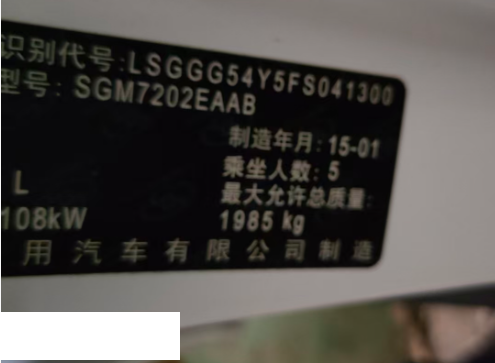 识别代号:LSGGG54Y5FS041300
型号: SGM7202EAAB
制造年月: 15-01
乘坐人数: 5
L
最大允许总质量:
108kW
1985 kg
用汽车有限公司制造